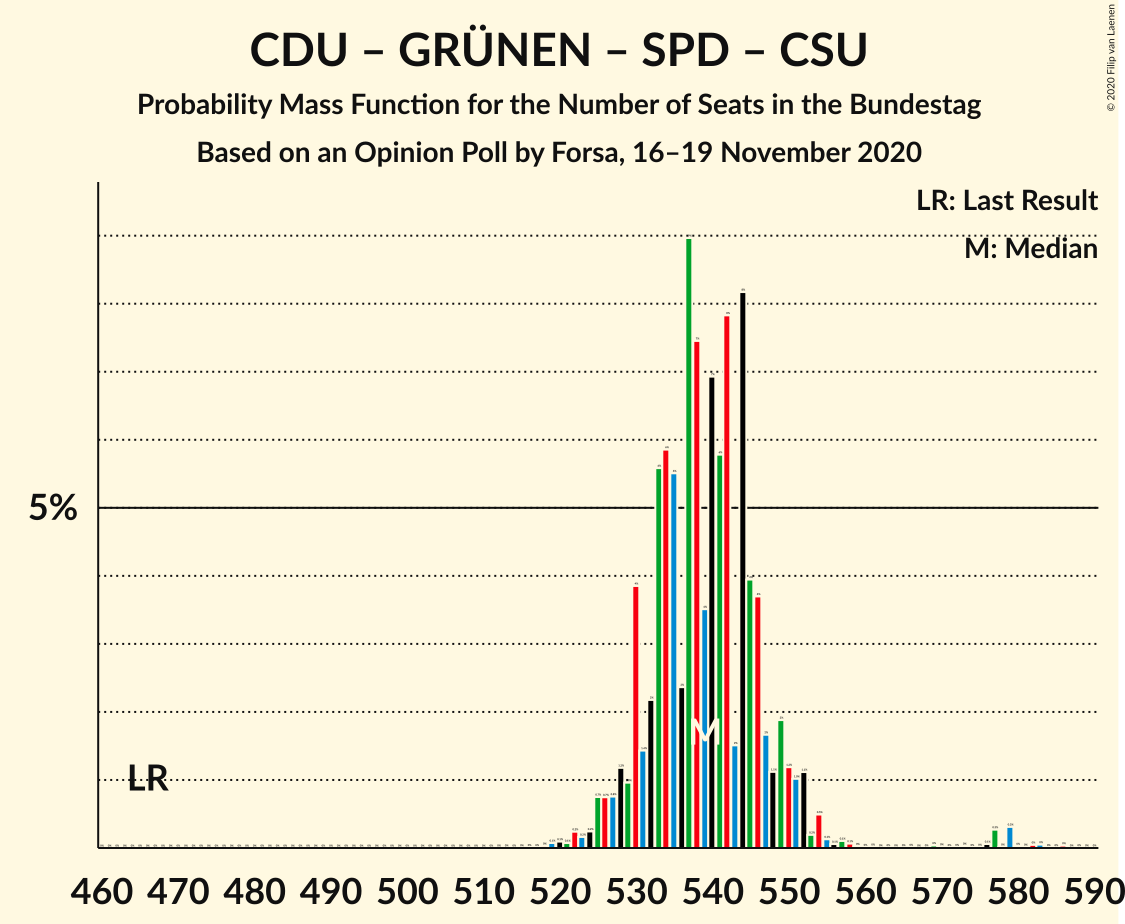 CDU – GRÜNEN – SPD – CSU
Probability Mass Function for the Number of Seats in the Bundestag
Based on an Opinion Poll by Forsa, 16–19 November 2020
© 2020 Filip van Laenen
LR: Last Result
M: Median
5%
LR
M
460 470 480 490 500 510 520 530 540 550 560 570 580 590